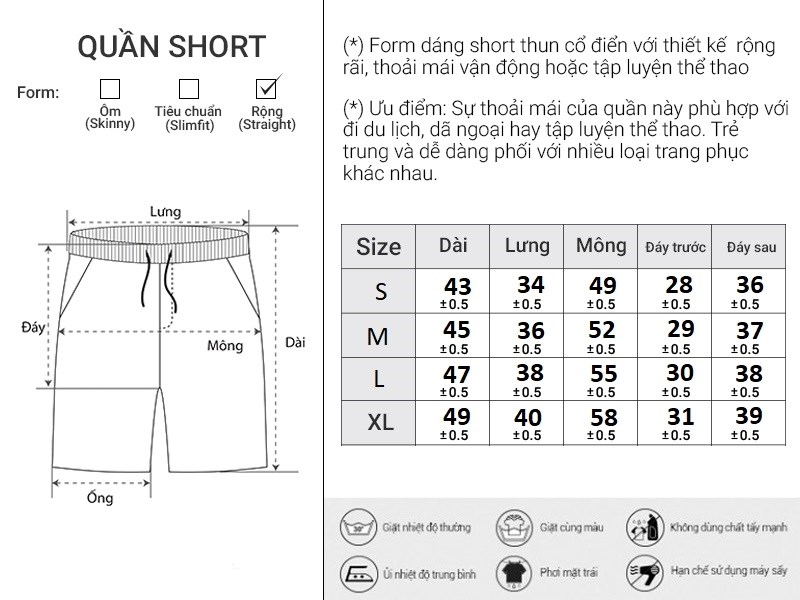 QUẦN SHORT
Form:
Ôm
(Skinny)
Tiêu chuẩn
(Slimfit)
Rộng
(Straight)
Lưng
Đáy
Mông
Dài
Ống
(*) Form dáng short thun cổ điển với thiết kế rộng
rãi, thoải mái vận động hoặc tập luyện thể thao
(*) Ưu điểm: Sự thoải mái của quần này phù hợp với
đi du lịch, dã ngoại hay tập luyện thể thao. Trẻ
trung và dễ dàng phối với nhiều loại trang phục
khác nhau.
Size Dài Lưng Mông Đáy trước Đáy sau
S 43 34 49 28 36
±0.5 ±0.5 ±0.5 ±0.5 ±0.5
M 45 36 52 29 37
±0.5 ±0.5 ±0.5 ±0.5 ±0.5
L 47 38 55 30 38
±0.5 ±0.5 ±0.5 ±0.5 ±0.5
XL 49 40 58 31 39
±0.5 ±0.5 ±0.5 ±0.5 ±0.5
30°
Giặt nhiệt độ thường
Giặt cùng màu
Không dùng chất tẩy mạnh
Ủi nhiệt độ trung bình
Phơi mặt trái
Hạn chế sử dụng máy sấy